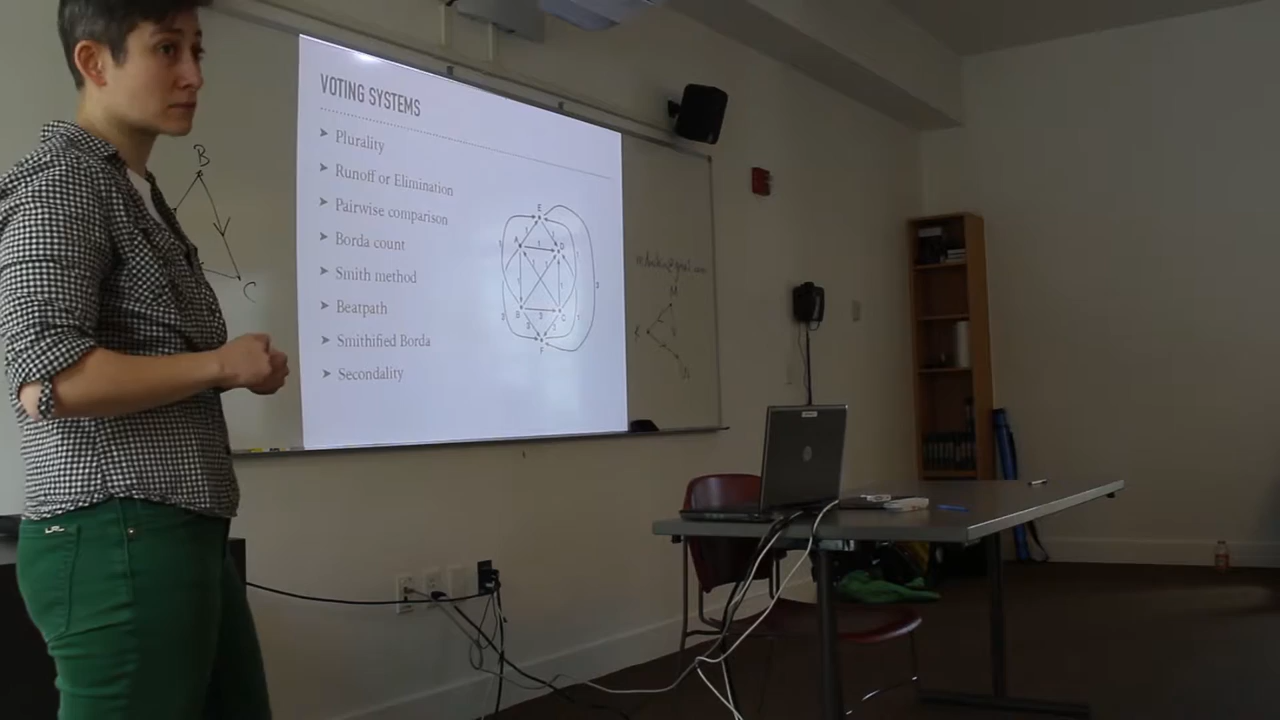 VOTING SYSTEMS
➤ Plurality
➤ Runoff or Elimination
➤ Pairwise comparison
➤ Borda count
➤ Smith method
➤ Beatpath
➤ Smithified Borda
➤ Secondality
E
A D
B C
F
B
C
M
K
N